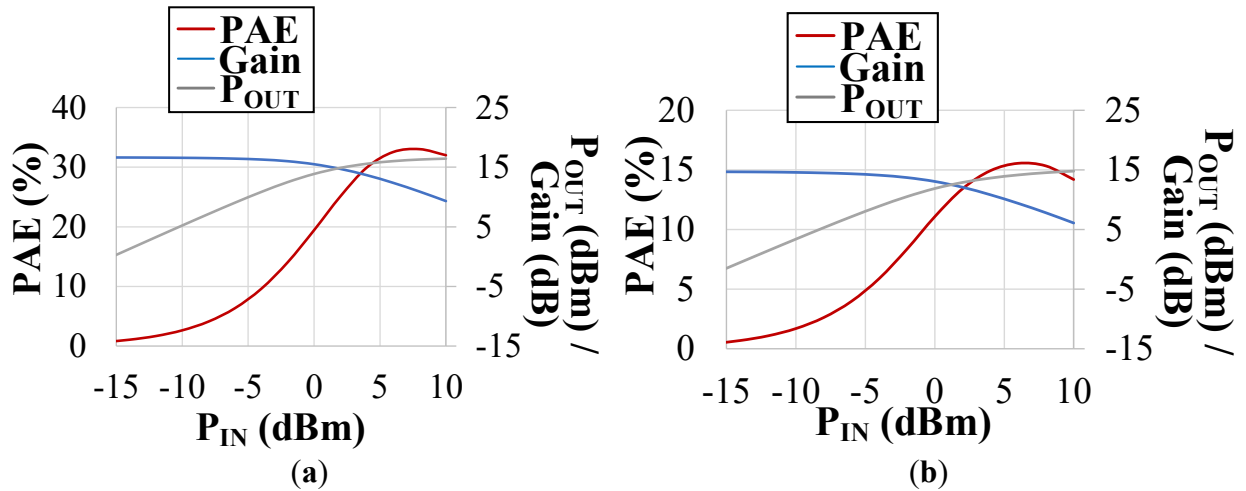 PAE
Gain
POUT
PAE (%)
40
30
20
10
0
25
15
5
-5
-15
POUT (dBm) /
Gain (dB)
-15 -10 -5 0 5 10
PIN (dBm)
(a)
PAE
Gain
POUT
PAE (%)
20
15
10
5
0
25
15
5
-5
-15
POUT (dBm) /
Gain (dB)
-15 -10 -5 0 5 10
PIN (dBm)
(b)